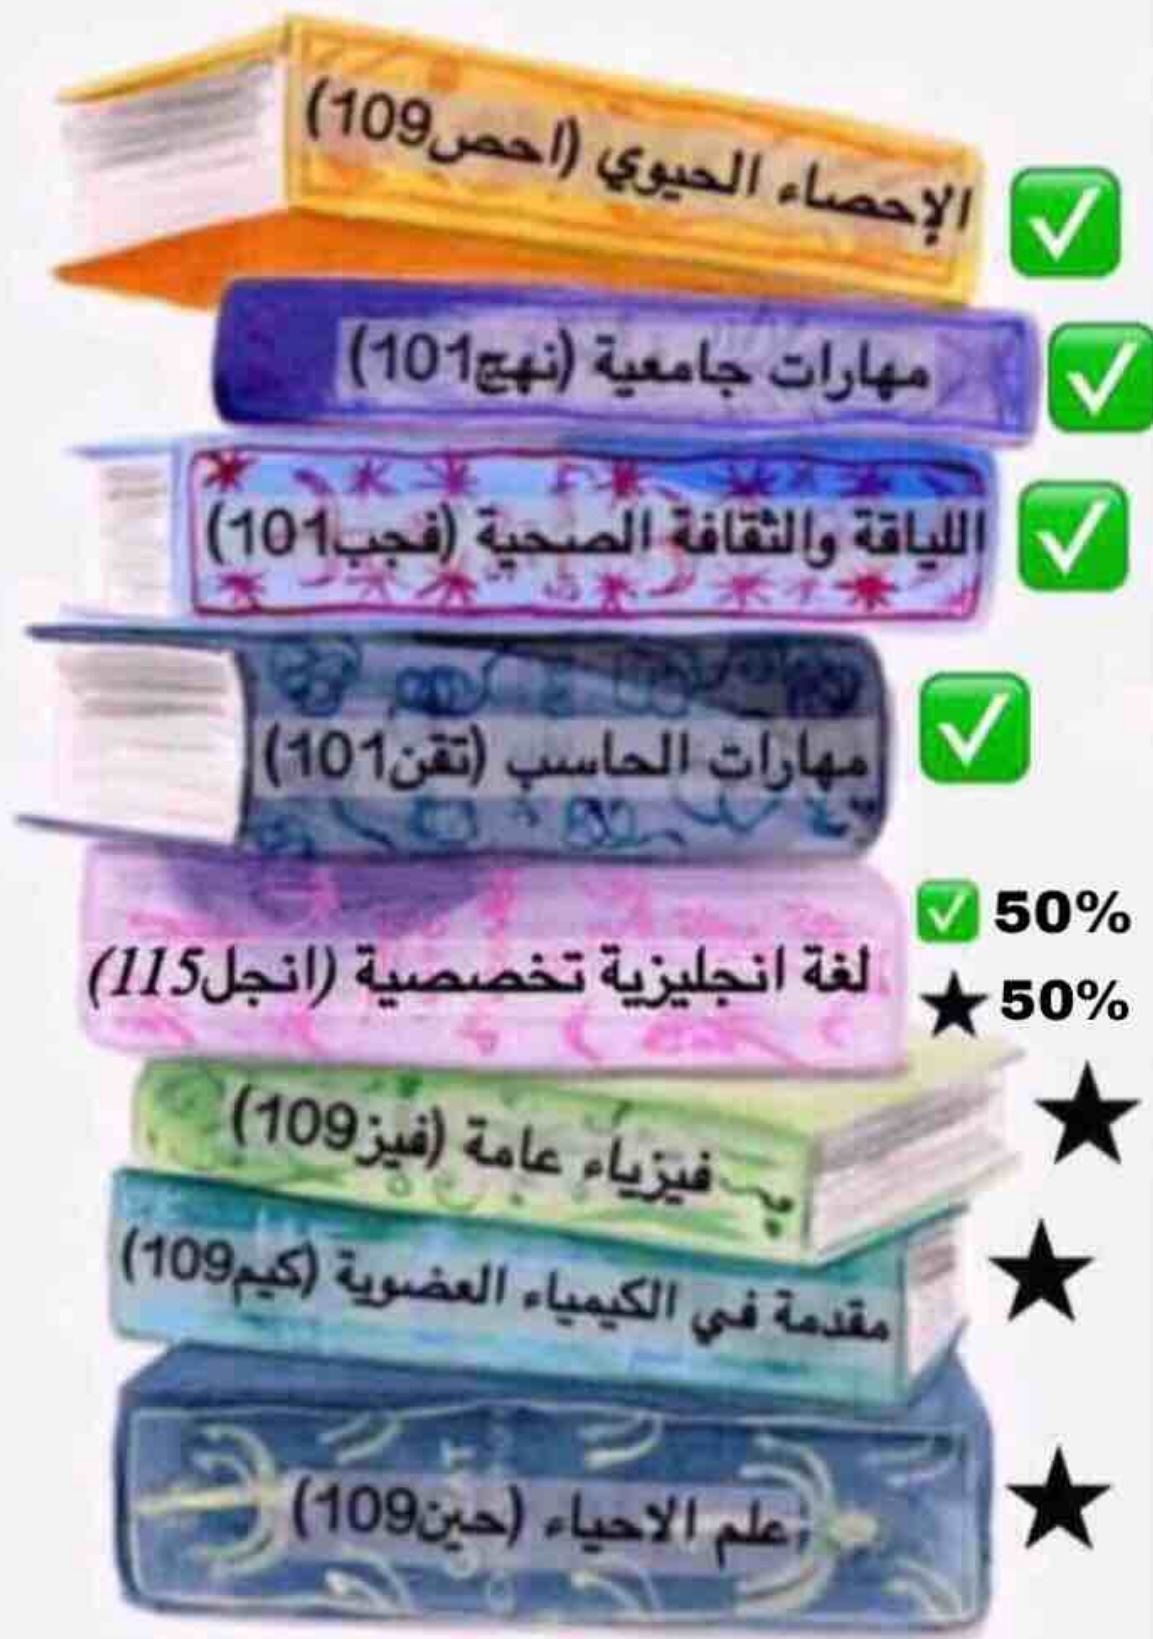 الإحصاء الحيوي (احص109)
مهارات جامعية (نهج101)
اللياقة والثقافة الصحية (فجب101)
مهارات الحاسب (تقن101)
50%
لغة انجليزية تخصصية (انجل115)
50%
فيزياء عامة (فيز109)
مقدمة في الكيمياء العضوية (كيم109)
علم الاحياء (حين109)